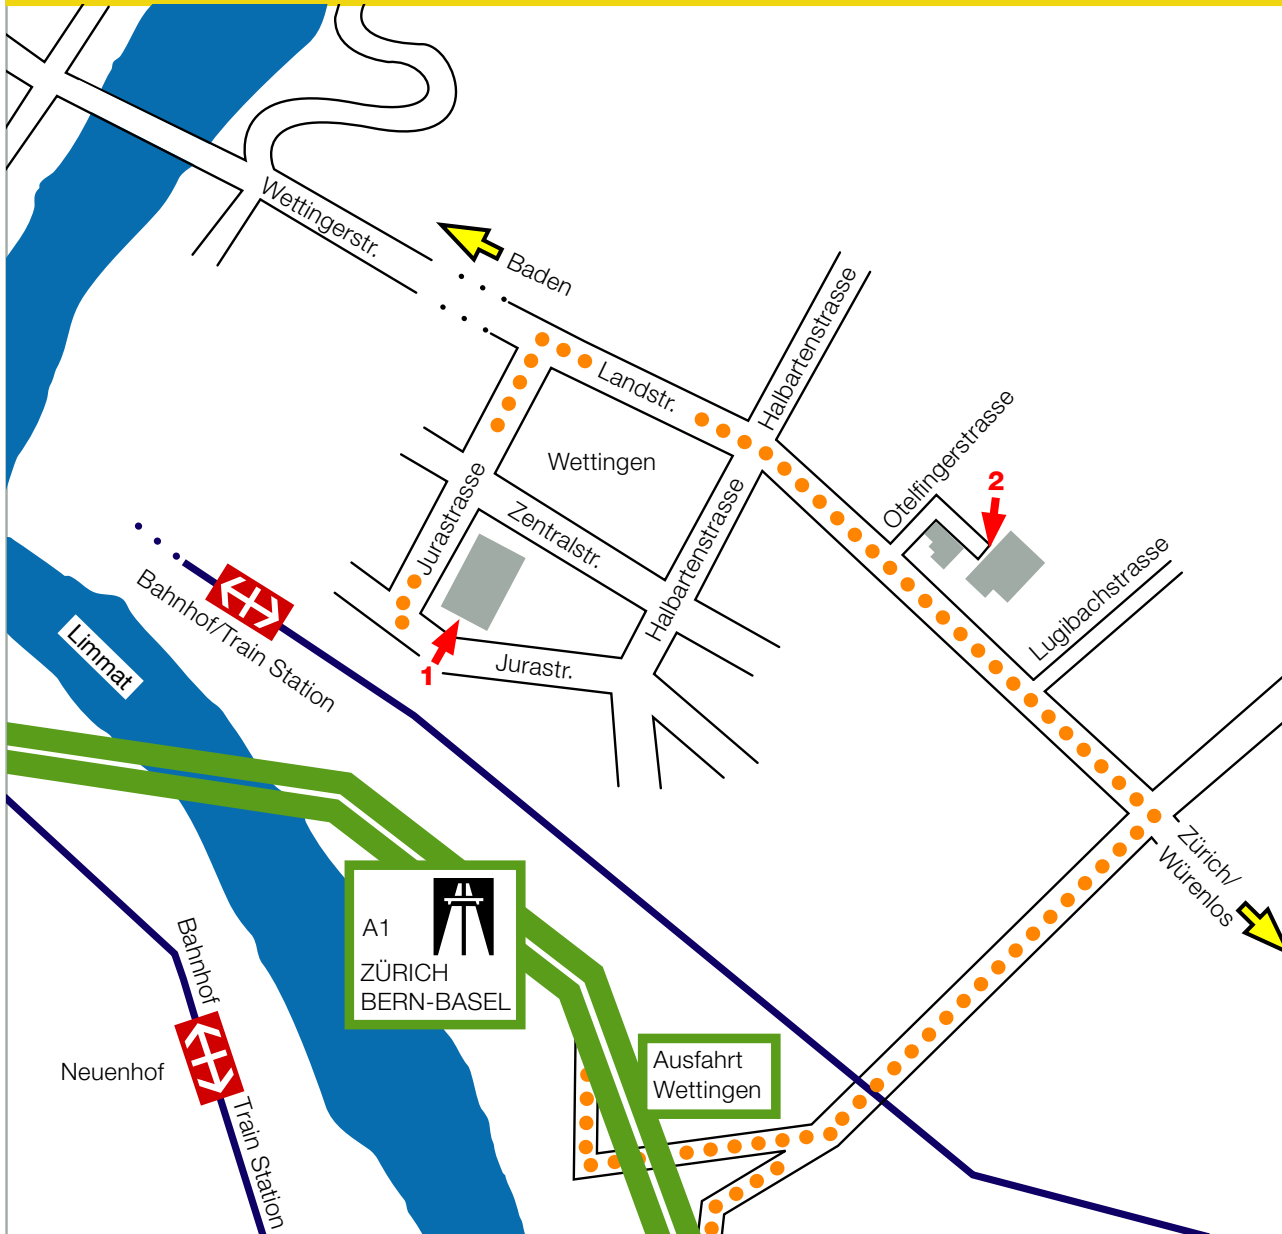 Wettingerstr.
Baden
Halbartenstrasse
Landstr.
Otelfingerstrasse
Wettingen
2
Jurastrasse
Zentralstr.
Halbartenstrasse
Lugibachstrasse
Bahnhof/Train Station
Limmat
Jurastr.
1
Zürich/
Würenlos
A1
ZÜRICH
BERN-BASEL
Bahnhof
Neuenhof
Train Station
Ausfahrt
Wettingen